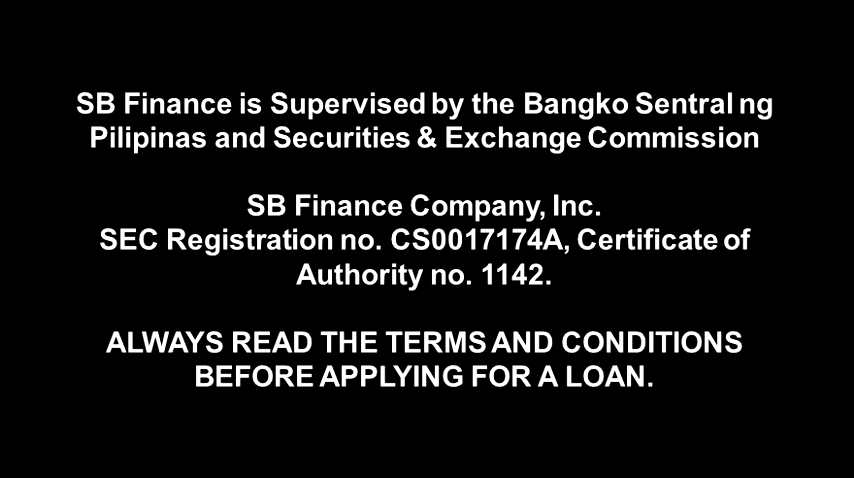 SB Finance is Supervised by the Bangko Sentral ng
Pilipinas and Securities & Exchange Commission
SB Finance Company, Inc.
SEC Registration no. CS0017174A, Certificate of
Authority no. 1142.
ALWAYS READ THE TERMS AND CONDITIONS
BEFORE APPLYING FOR A LOAN.